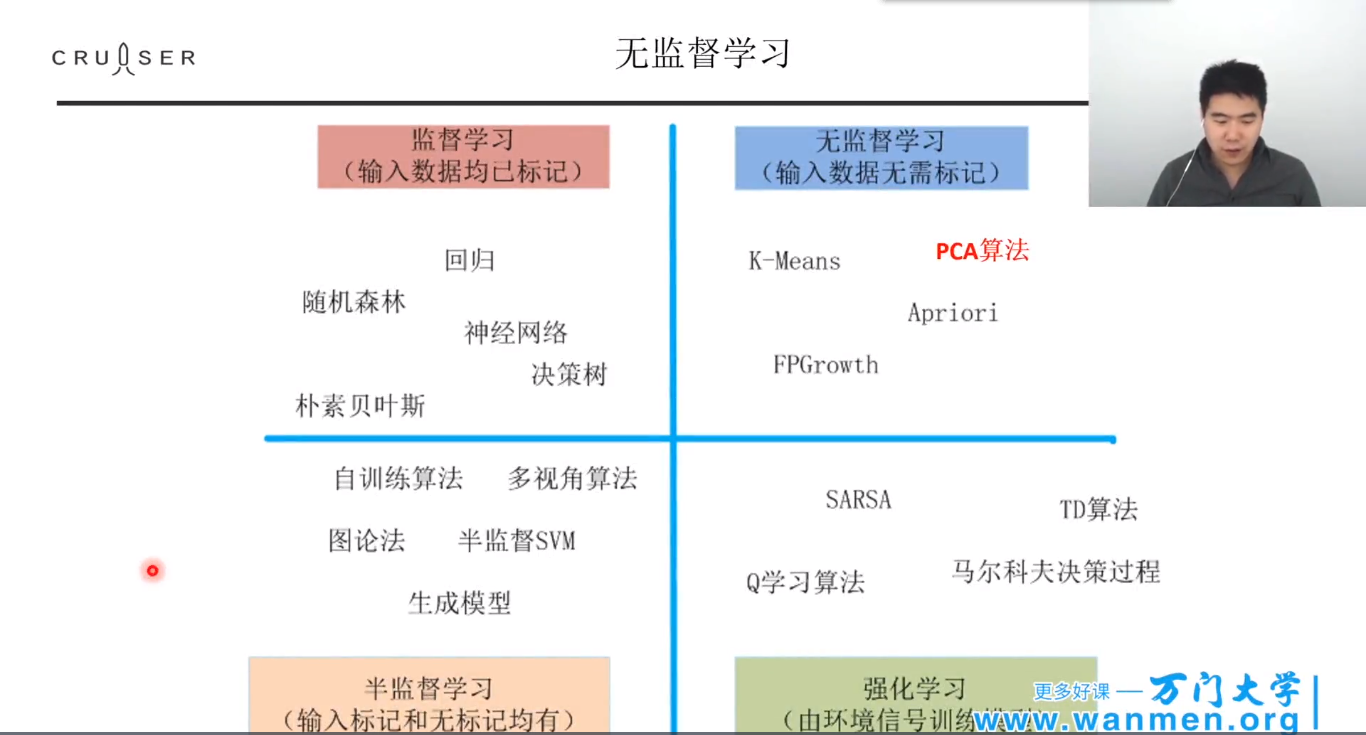 CRUISER
无监督学习
监督学习
（输入数据均已标记）
无监督学习
（输入数据无需标记）
回归
随机森林
神经网络
决策树
朴素贝叶斯
K-Means
PCA算法
Apriori
FPGrowth
自训练算法
多视角算法
图论法
半监督SVM
生成模型
SARSA
TD算法
Q学习算法
马尔科夫决策过程
半监督学习
（输入标记和无标记均有）
强化学习
（由环境信号训练模型）
更多好课 — 万门大学
www.wanmen.org